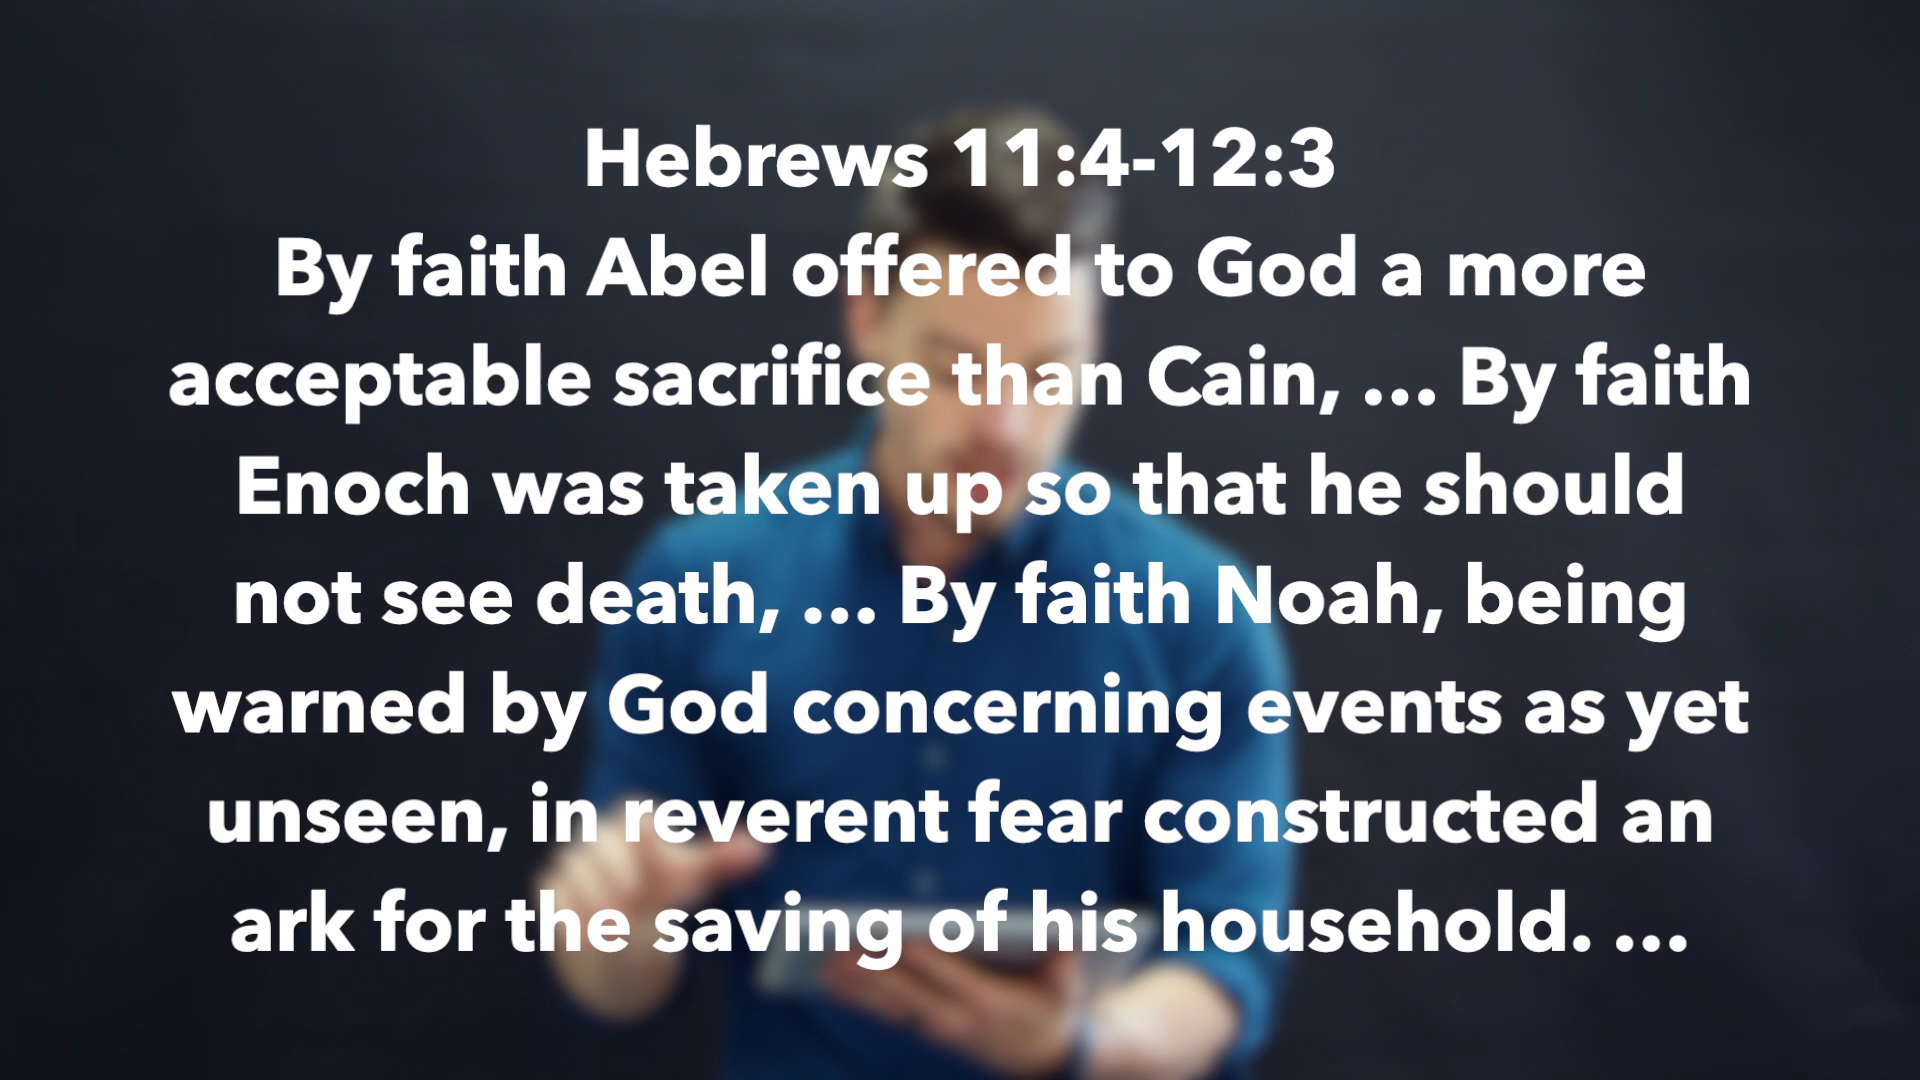 Hebrews 11:4-12:3
By faith Abel offered to God a more
acceptable sacrifice than Cain, ... By faith
Enoch was taken up so that he should
not see death, ... By faith Noah, being
warned by God concerning events as yet
unseen, in reverent fear constructed an
ark for the saving of his household. ...